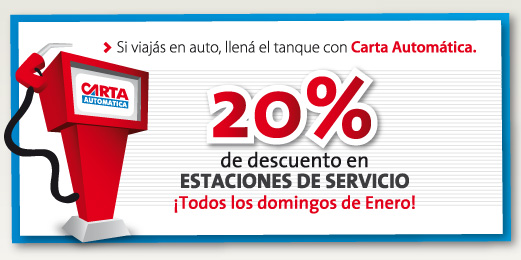 Si viajás en auto, llená el tanque con Carta Automática.
CARTA
AUTOMATICA
20%
de descuento en
ESTACIONES DE SERVICIO
¡Todos los domingos de Enero!